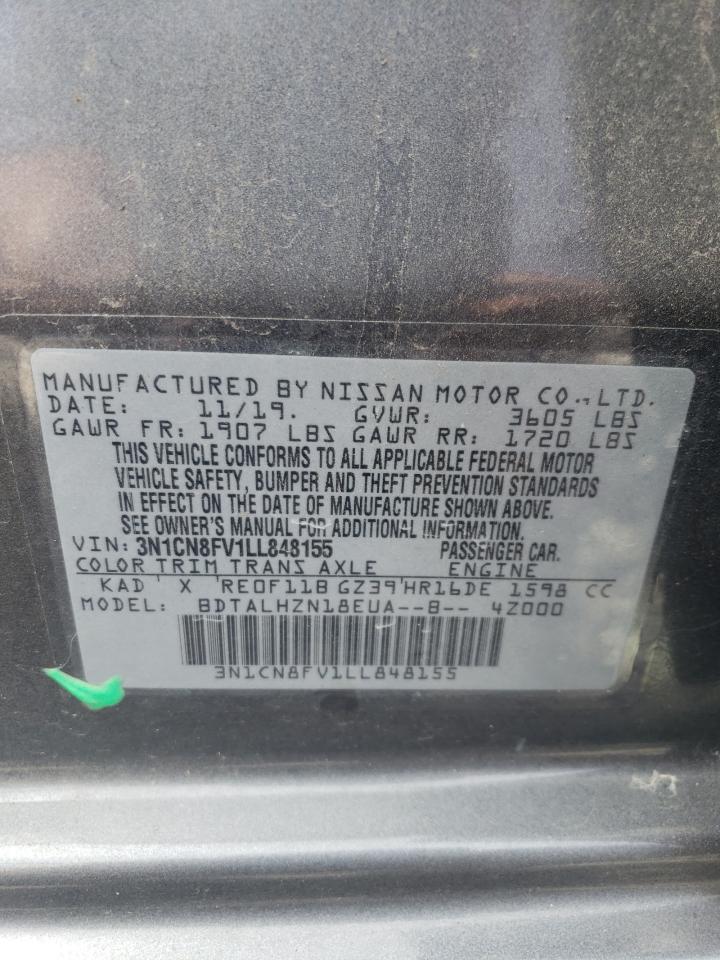 MANUFACTURED BY NISSAN MOTOR CO., LTD.
DATE: 11/19. GVWR: 3605 LBS
GAWR FR: 1907 LBS GAWR RR: 1720 LBS
THIS VEHICLE CONFORMS TO ALL APPLICABLE FEDERAL MOTOR
VEHICLE SAFETY, BUMPER AND THEFT PREVENTION STANDARDS
IN EFFECT ON THE DATE OF MANUFACTURE SHOWN ABOVE.
SEE OWNER'S MANUAL FOR ADDITIONAL INFORMATION.
VIN: 3N1CN8FV1LL848155 PASSENGER CAR.
COLOR TRIM TRANS AXLE ENGINE
KAD X RE0F11B GZ39 HR16DE 1598 CC
MODEL: BDTALHZN18EUA--B-- 4Z000
3N1CN8FV1LL848155